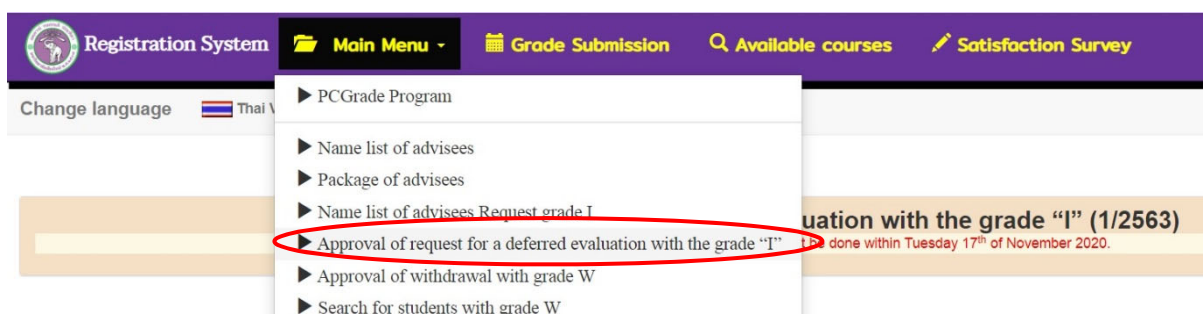 Registration System Main Menu Grade Submission Available courses Satisfaction Survey
Change language Thai
PCGrade Program
Name list of advisees
Package of advisees
Name list of advisees Request grade I
uation with the grade “I” (1/2563)
Approval of request for a deferred evaluation with the grade “I”
be done within Tuesday 17th of November 2020.
Approval of withdrawal with grade W
Search for students with grade W